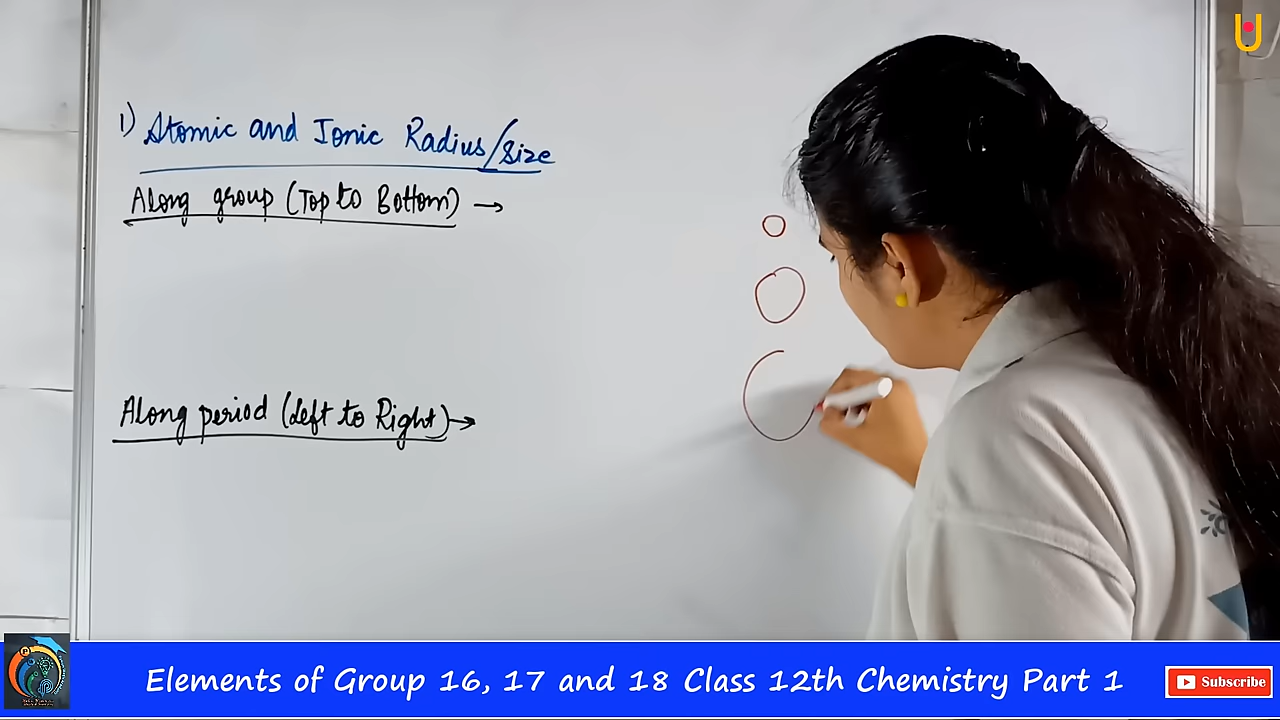 1) Atomic and Ionic Radius/Size
Along group (Top to Bottom) →
Along period (Left to Right) →
Elements of Group 16, 17 and 18 Class 12th Chemistry Part 1
Subscribe